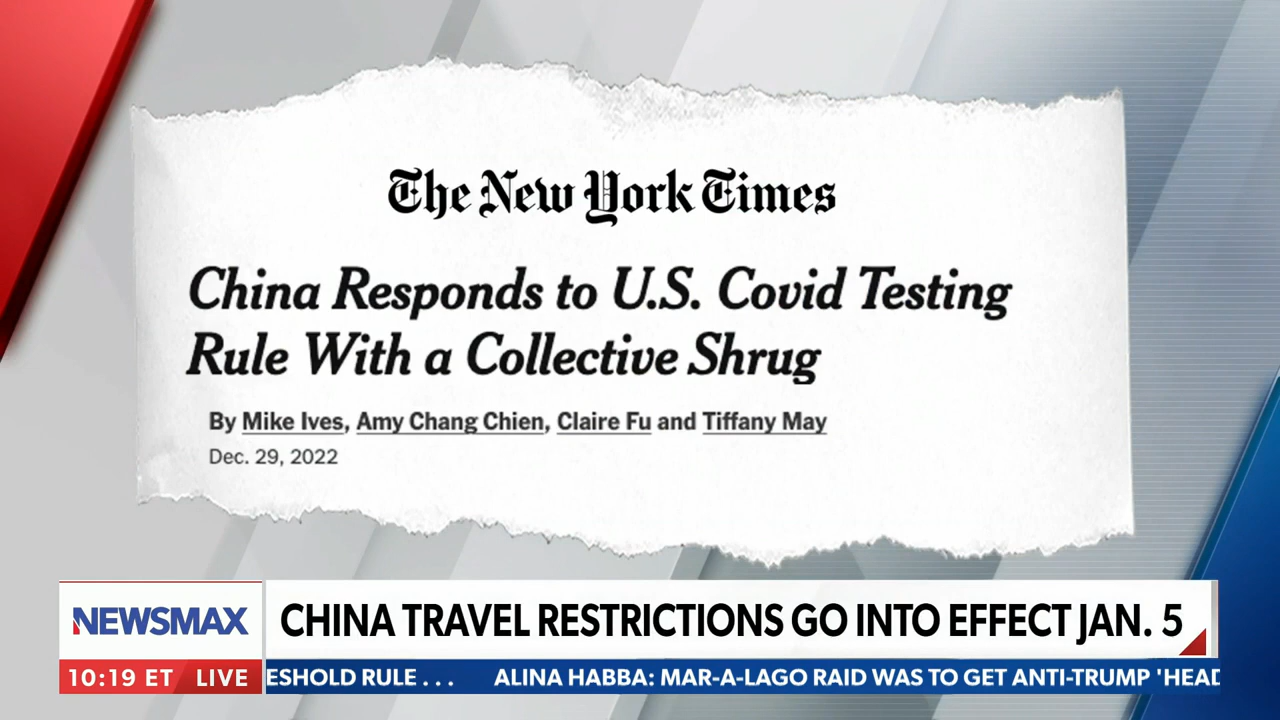 The New York Times
China Responds to U.S. Covid Testing
Rule With a Collective Shrug
By Mike Ives, Amy Chang Chien, Claire Fu and Tiffany May
Dec. 29, 2022
NEWSMAX
CHINA TRAVEL RESTRICTIONS GO INTO EFFECT JAN. 5
10:19 ET LIVE
ESHOLD RULE . . . ALINA HABBA: MAR-A-LAGO RAID WAS TO GET ANTI-TRUMP 'HEAD